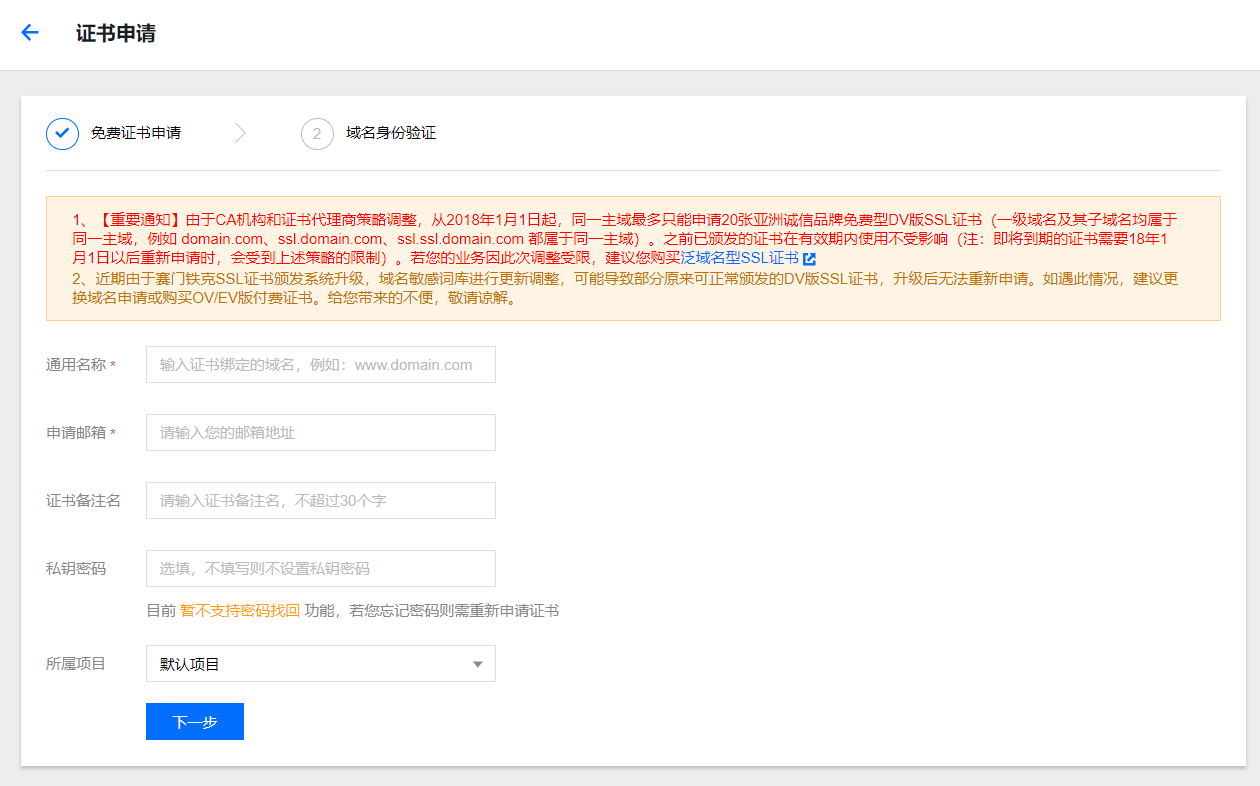 证书申请
免费证书申请
2 域名身份验证
1、【重要通知】由于CA机构和证书代理商策略调整，从2018年1月1日起，同一主域最多只能申请20张亚洲诚信品牌免费型DV版SSL证书（一级域名及其子域名均属于
同一主域，例如 domain.com、ssl.domain.com、ssl.ssl.domain.com 都属于同一主域）。之前已颁发的证书在有效期内使用不受影响（注：即将到期的证书需要18年1
月1日以后重新申请时，会受到上述策略的限制）。若您的业务因此次调整受限，建议您购买泛域名型SSL证书
2、近期由于赛门铁克SSL证书颁发系统升级，域名敏感词库进行更新调整，可能导致部分原来可正常颁发的DV版SSL证书，升级后无法重新申请。如遇此情况，建议更
换域名申请或购买OV/EV版付费证书。给您带来的不便，敬请谅解。
通用名称 * 输入证书绑定的域名，例如：www.domain.com
申请邮箱 * 请输入您的邮箱地址
证书备注名 请输入证书备注名，不超过30个字
私钥密码 选填，不填写则不设置私钥密码
目前 暂不支持密码找回 功能，若您忘记密码则需重新申请证书
所属项目 默认项目
下一步